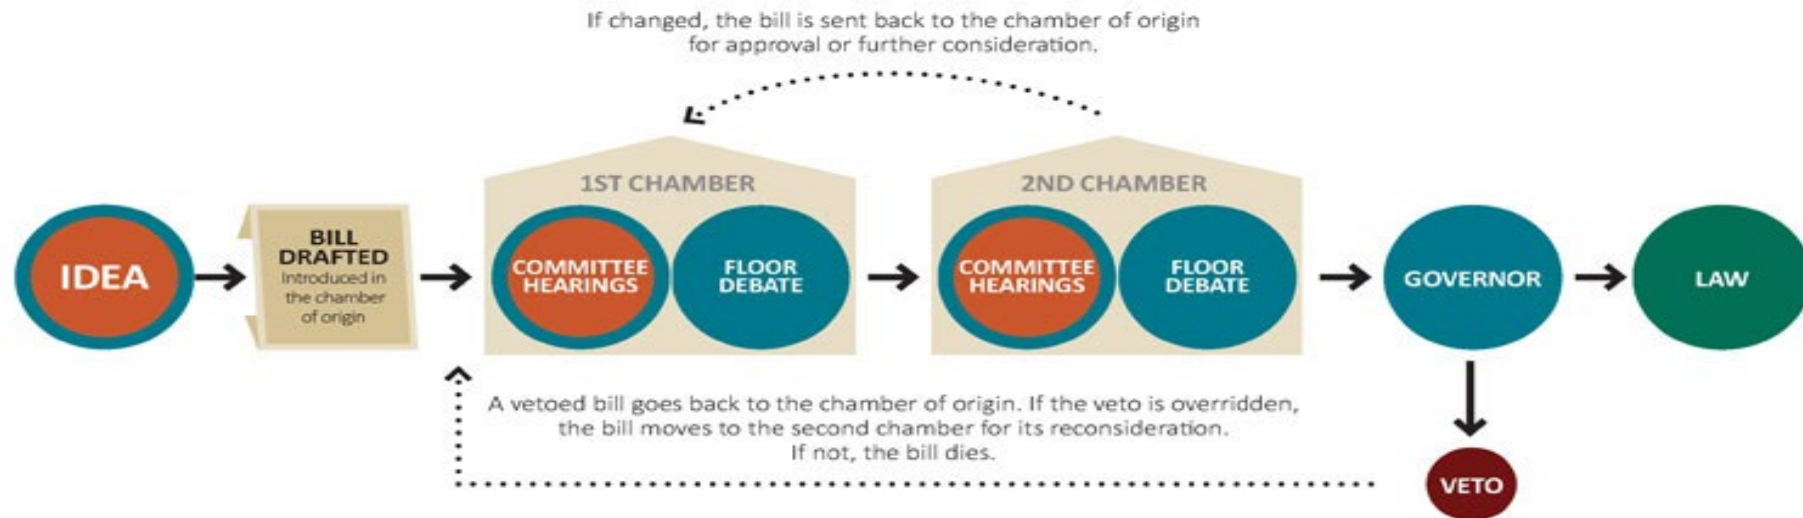 If changed, the bill is sent back to the chamber of origin
for approval or further consideration.
1ST CHAMBER
2ND CHAMBER
IDEA
BILL
DRAFTED
Introduced in
the chamber
of origin
COMMITTEE
HEARINGS
FLOOR
DEBATE
COMMITTEE
HEARINGS
FLOOR
DEBATE
GOVERNOR
LAW
A vetoed bill goes back to the chamber of origin. If the veto is overridden,
the bill moves to the second chamber for its reconsideration.
If not, the bill dies.
VETO